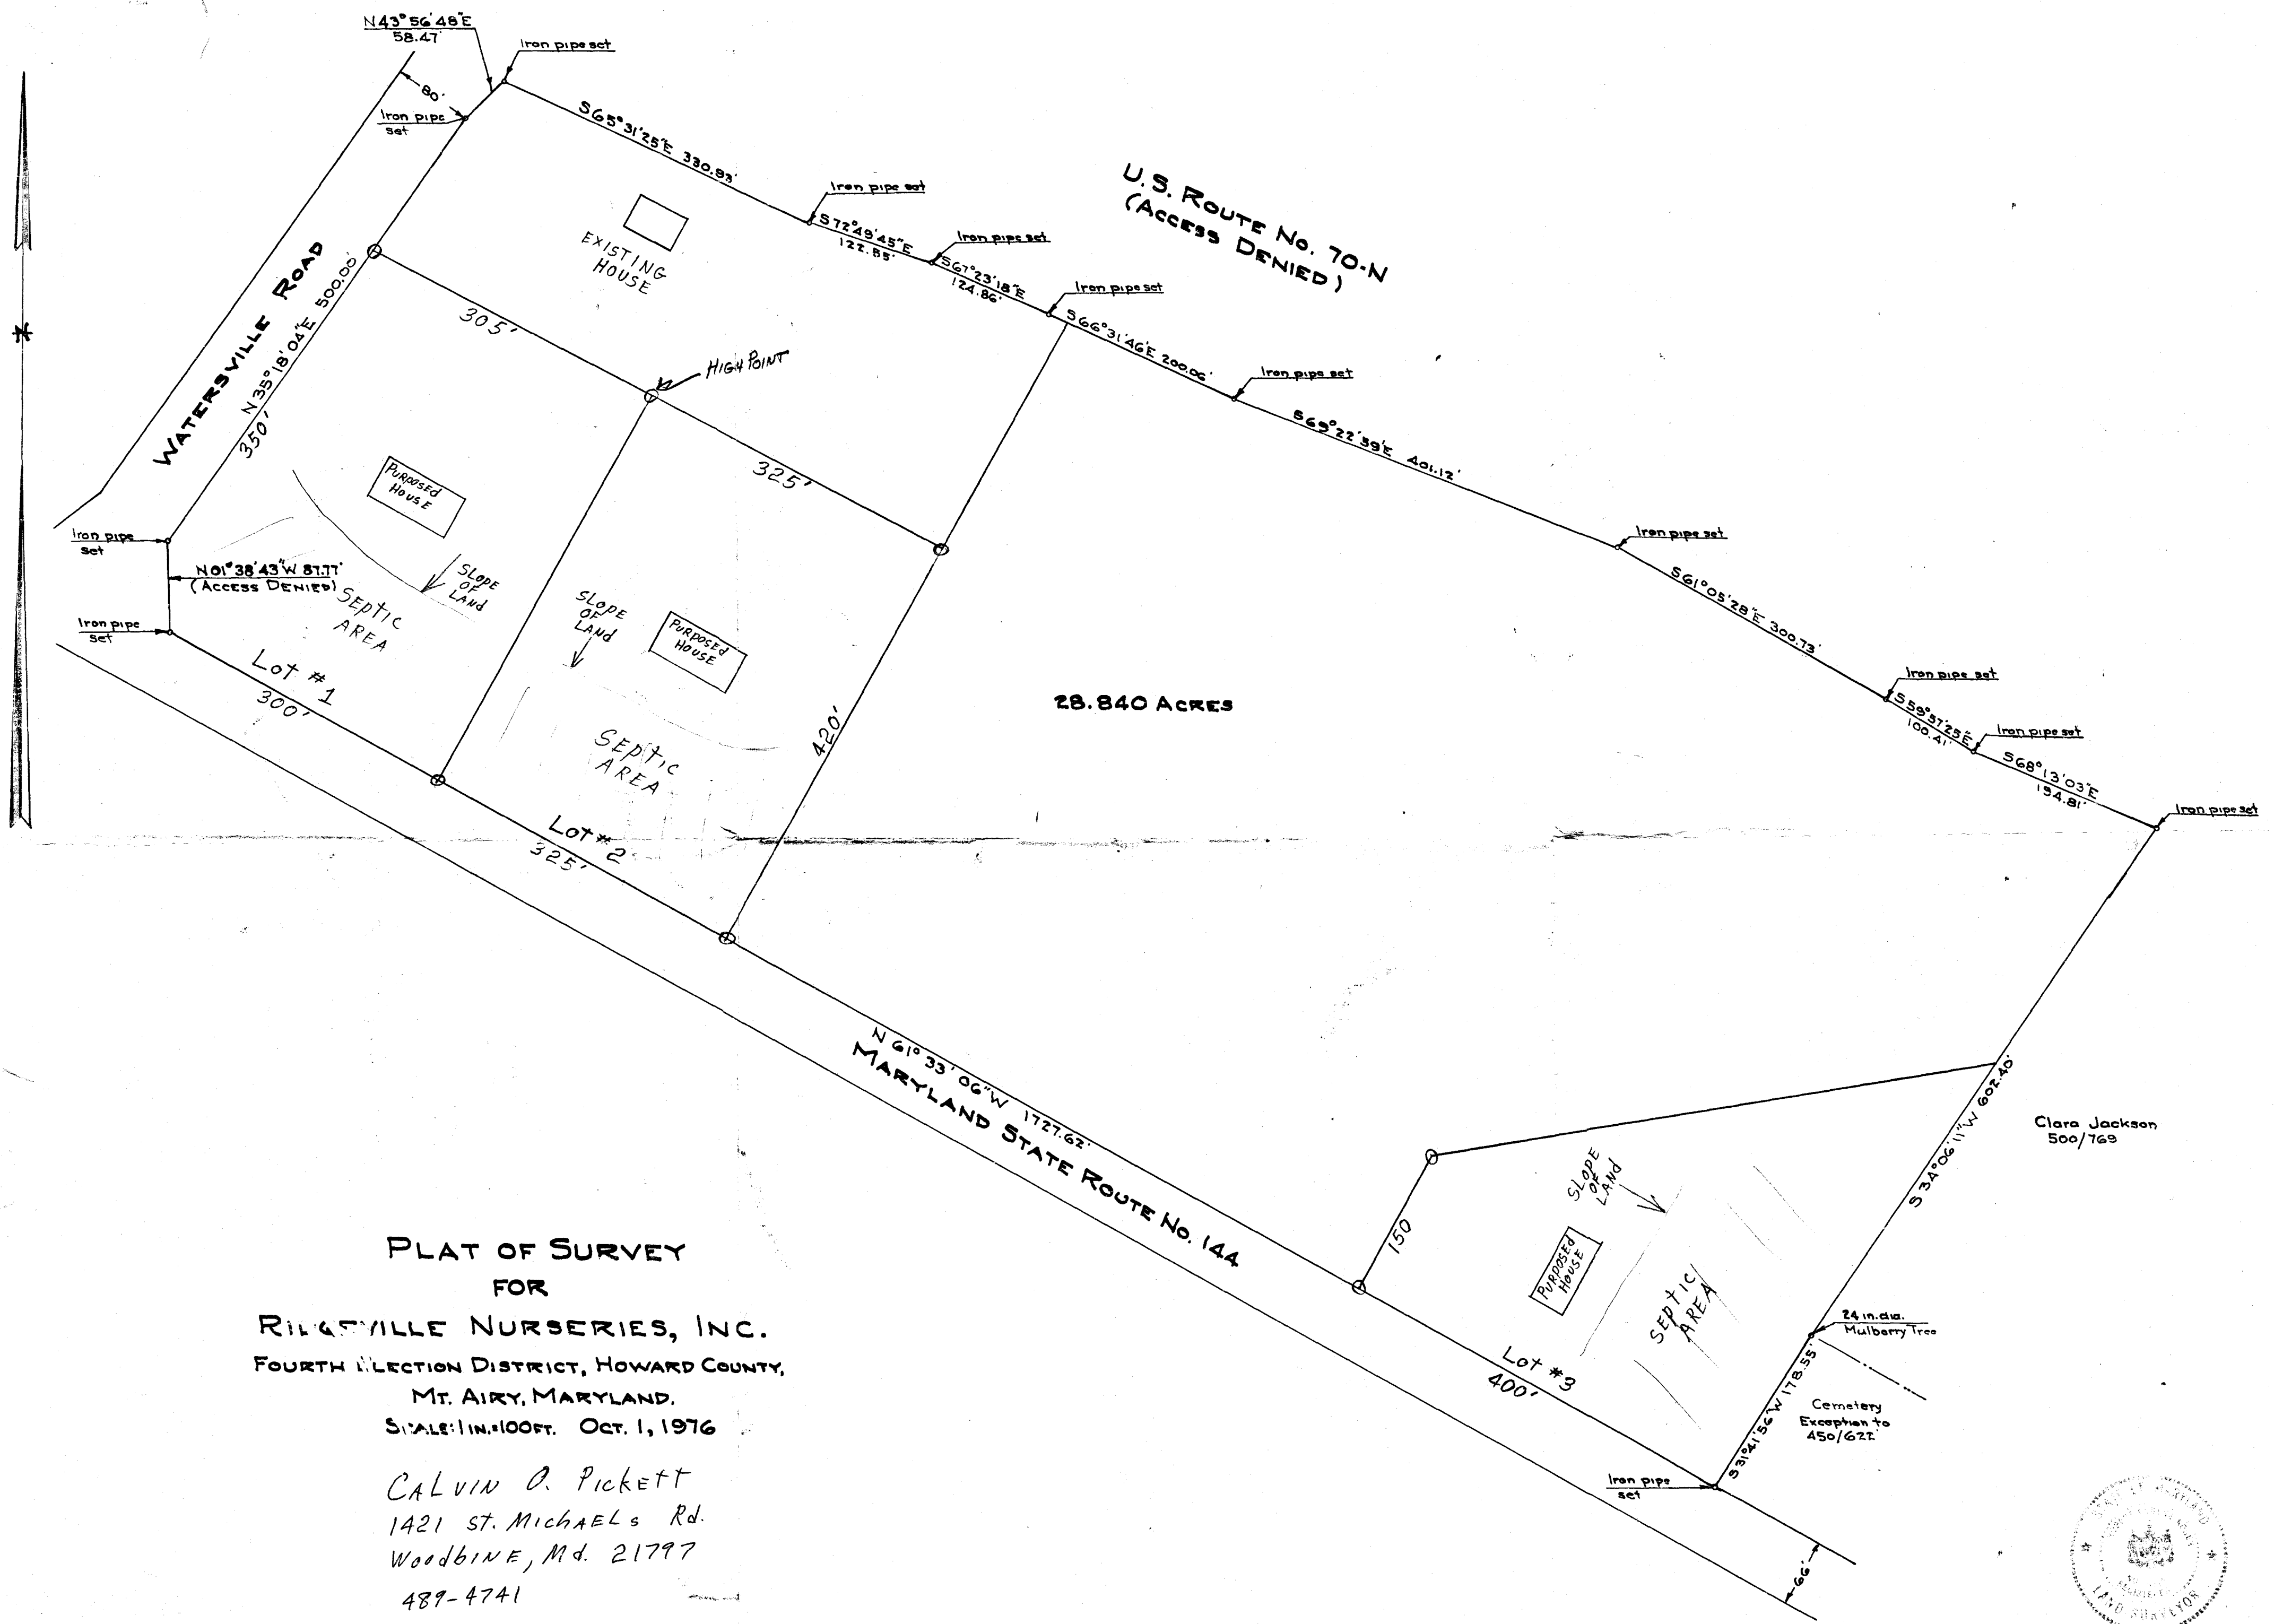 N43°56'48"E
58.47'
Iron pipe set
80'
Iron pipe
set
S65°31'25"E 330.93'
Iron pipe set
S72°49'45"E
122.55'
Iron pipe set
S67°23'18"E
124.86'
Iron pipe set
U.S. ROUTE No. 70-N
(ACCESS DENIED)
S66°31'46"E 200.06'
Iron pipe set
S69°22'39"E 401.12'
Iron pipe set
S61°05'28"E 300.73'
Iron pipe set
S59°57'25"E
100.41'
Iron pipe set
S68°13'03"E
194.81'
Iron pipe set
WATERSVILLE ROAD
N35°18'04"E 500.00'
350'
EXISTING
HOUSE
305'
HIGH POINT
325'
PURPOSED
HOUSE
Iron pipe
set
N01°38'43"W 87.77'
(ACCESS DENIED)
SLOPE
OF
LANd
SEPTIC
AREA
Iron pipe
set
Lot #1
300'
SLOPE
OF
LANd
PURPOSED
HOUSE
SEPTIC
AREA
420'
Lot #2
325'
28.840 ACRES
N61°33'06"W 1727.62'
MARYLAND STATE ROUTE No. 144
150
SLOPE
OF
LANd
PURPOSED
HOUSE
SEPTIC
AREA
Lot #3
400'
S34°06'11"W 602.40'
Clara Jackson
500/769
24 in. dia.
Mulberry Tree
S31°41'56"W 178.55'
Cemetery
Exception to
450/622
Iron pipe
set
66'
PLAT OF SURVEY
FOR
VILLE NURSERIES, INC.
FOURTH ELECTION DISTRICT, HOWARD COUNTY,
MT. AIRY, MARYLAND.
SCALE: 1 IN.=100FT. OCT. 1, 1976
CALVIN O. PICKETT
1421 ST. MICHAELS Rd.
WoodbINE, Md. 21797
489-4741
LAND SURVEYOR